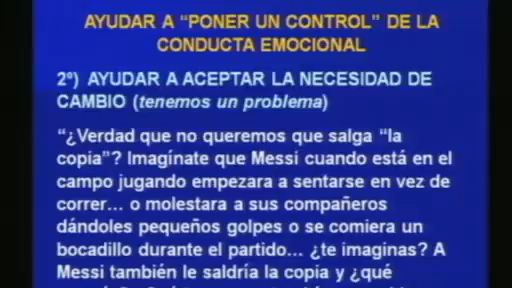 AYUDAR A “PONER UN CONTROL” DE LA
CONDUCTA EMOCIONAL
2º) AYUDAR A ACEPTAR LA NECESIDAD DE
CAMBIO (tenemos un problema)
“¿Verdad que no queremos que salga “la
copia”? Imagínate que Messi cuando está en el
campo jugando empezara a sentarse en vez de
correr... o molestara a sus compañeros
dándoles pequeños golpes o se comiera un
bocadillo durante el partido... ¿te imaginas? A
Messi también le saldría la copia y ¿qué